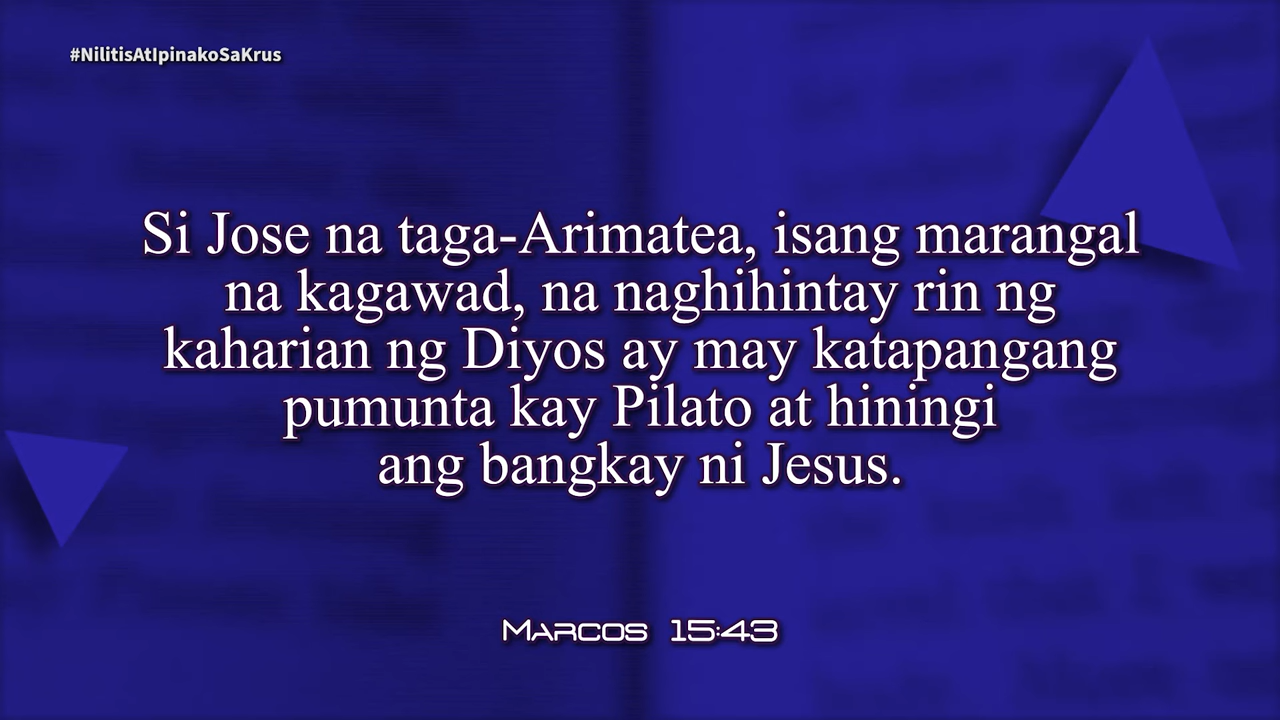 #NilitisAtIpinakoSaKrus
Si Jose na taga-Arimatea, isang marangal
na kagawad, na naghihintay rin ng
kaharian ng Diyos ay may katapangang
pumunta kay Pilato at hiningi
ang bangkay ni Jesus.
Marcos 15:43